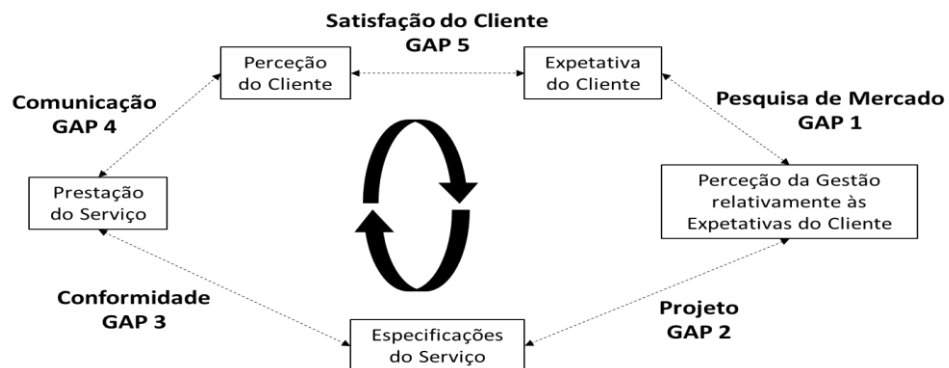 Satisfação do Cliente
GAP 5
Perceção
do Cliente
Expetativa
do Cliente
Comunicação
GAP 4
Pesquisa de Mercado
GAP 1
Prestação
do Serviço
Perceção da Gestão
relativamente às
Expetativas do Cliente
Conformidade
GAP 3
Projeto
GAP 2
Especificações
do Serviço